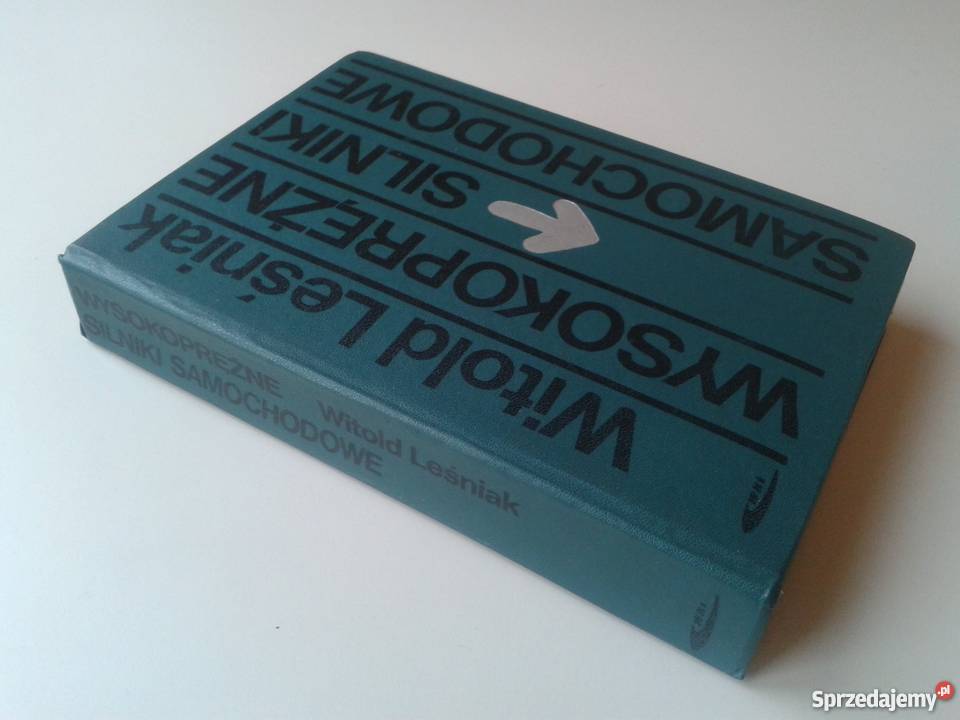 Witold Leśniak
WYSOKOPRĘŻNE
SILNIKI
SAMOCHODOWE
WYSOKOPRĘŻNE
SILNIKI SAMOCHODOWE
Witold Leśniak
Sprzedajemy.pl